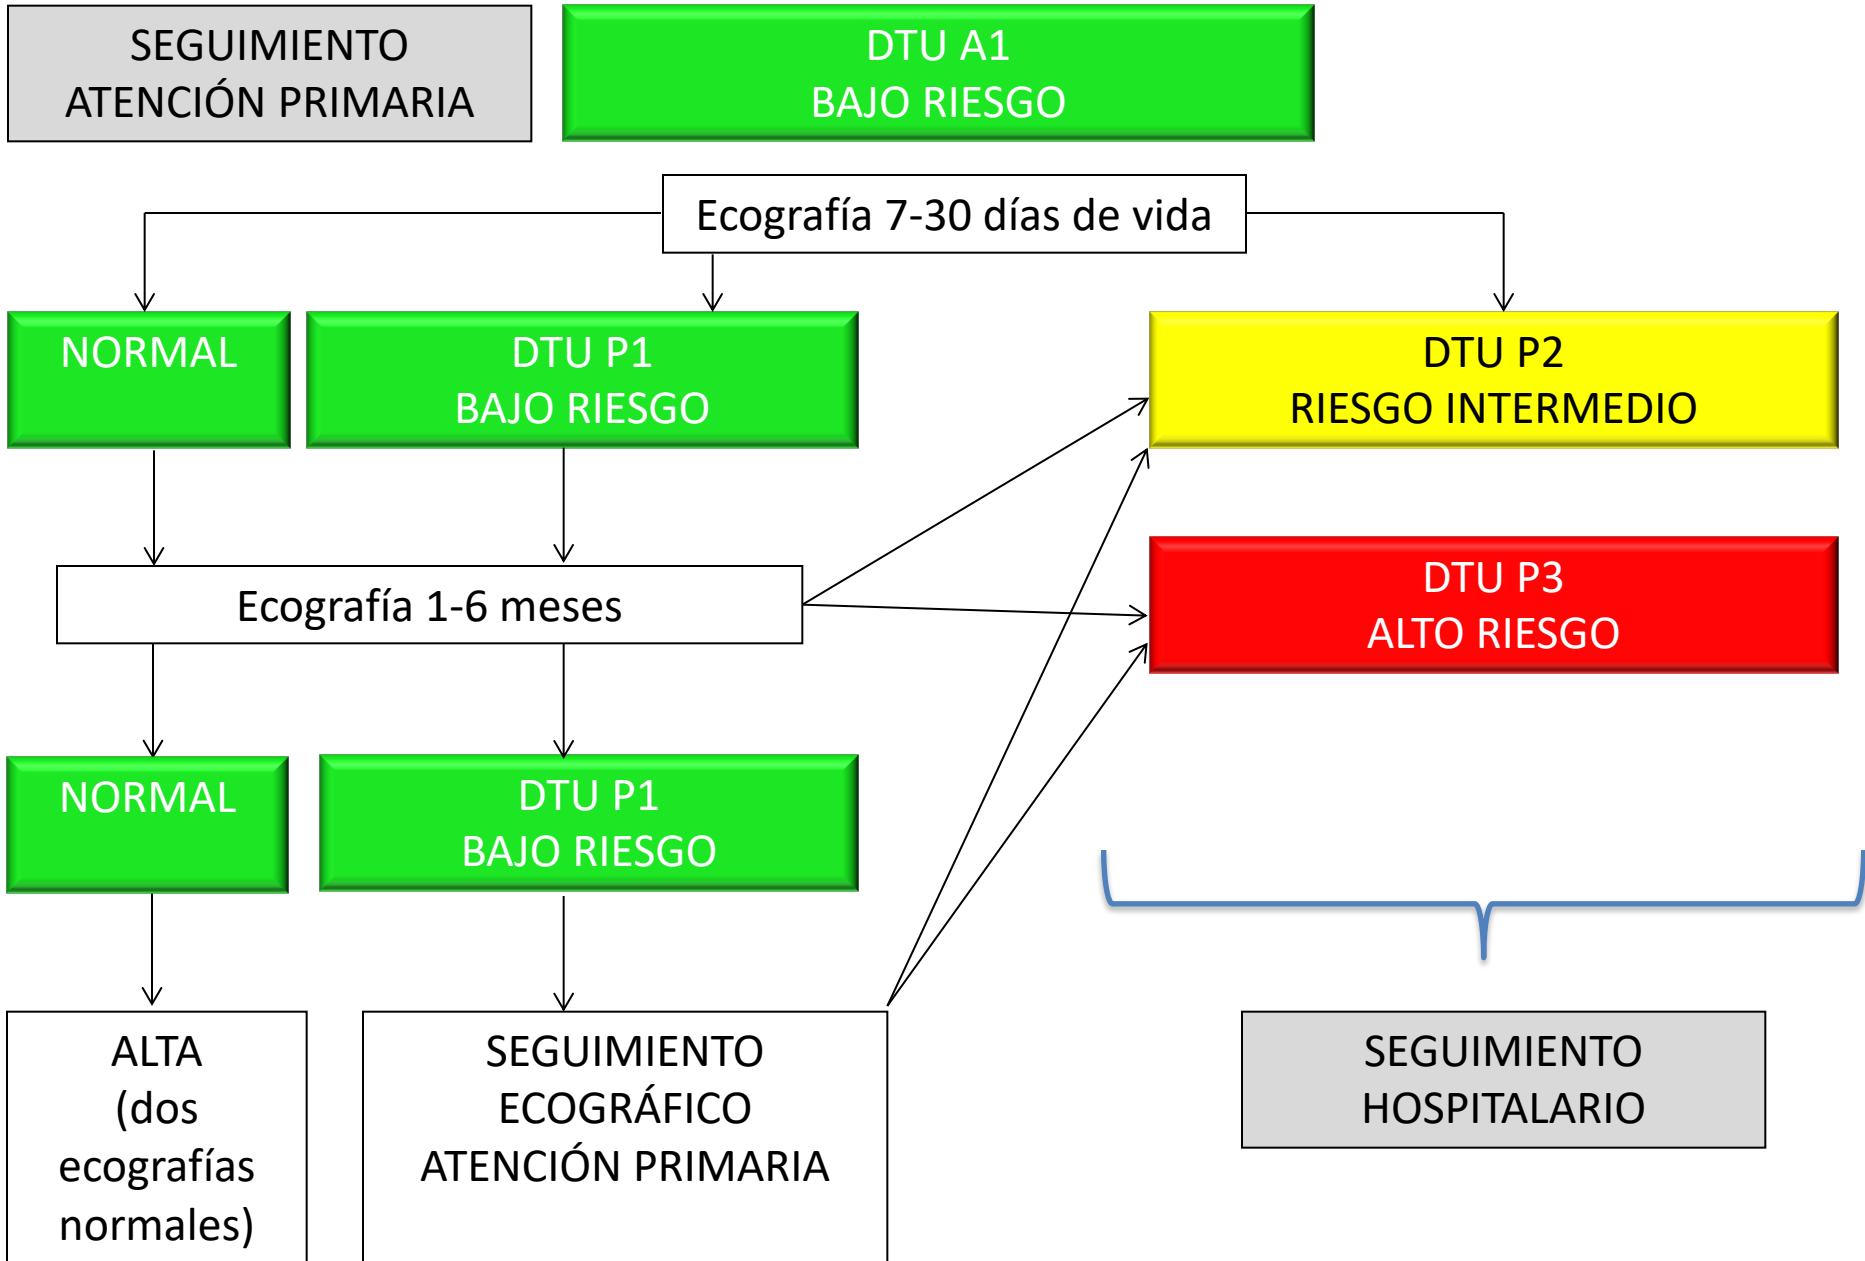 SEGUIMIENTO
ATENCIÓN PRIMARIA
DTU A1
BAJO RIESGO
Ecografía 7-30 días de vida
NORMAL
DTU P1
BAJO RIESGO
DTU P2
RIESGO INTERMEDIO
DTU P3
ALTO RIESGO
Ecografía 1-6 meses
NORMAL
DTU P1
BAJO RIESGO
ALTA
(dos
ecografías
normales)
SEGUIMIENTO
ECOGRÁFICO
ATENCIÓN PRIMARIA
SEGUIMIENTO
HOSPITALARIO